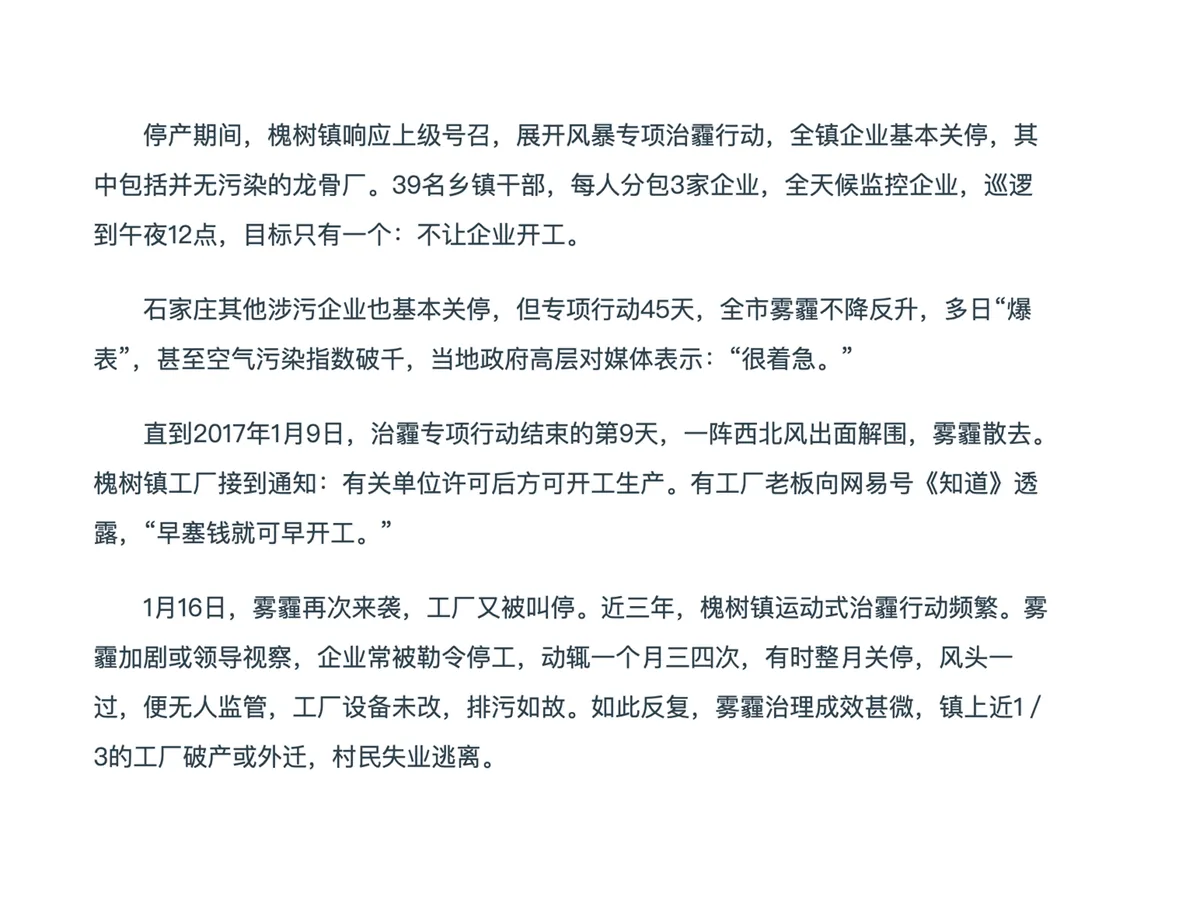 停产期间，槐树镇响应上级号召，展开风暴专项治霾行动，全镇企业基本关停，其
中包括并无污染的龙骨厂。39名乡镇干部，每人分包3家企业，全天候监控企业，巡逻
到午夜12点，目标只有一个：不让企业开工。
石家庄其他涉污企业也基本关停，但专项行动45天，全市雾霾不降反升，多日“爆
表”，甚至空气污染指数破千，当地政府高层对媒体表示：“很着急。”
直到2017年1月9日，治霾专项行动结束的第9天，一阵西北风出面解围，雾霾散去。
槐树镇工厂接到通知：有关单位许可后方可开工生产。有工厂老板向网易号《知道》透
露，“早塞钱就可早开工。”
1月16日，雾霾再次来袭，工厂又被叫停。近三年，槐树镇运动式治霾行动频繁。雾
霾加剧或领导视察，企业常被勒令停工，动辄一个月三四次，有时整月关停，风头一
过，便无人监管，工厂设备未改，排污如故。如此反复，雾霾治理成效甚微，镇上近1/
3的工厂破产或外迁，村民失业逃离。